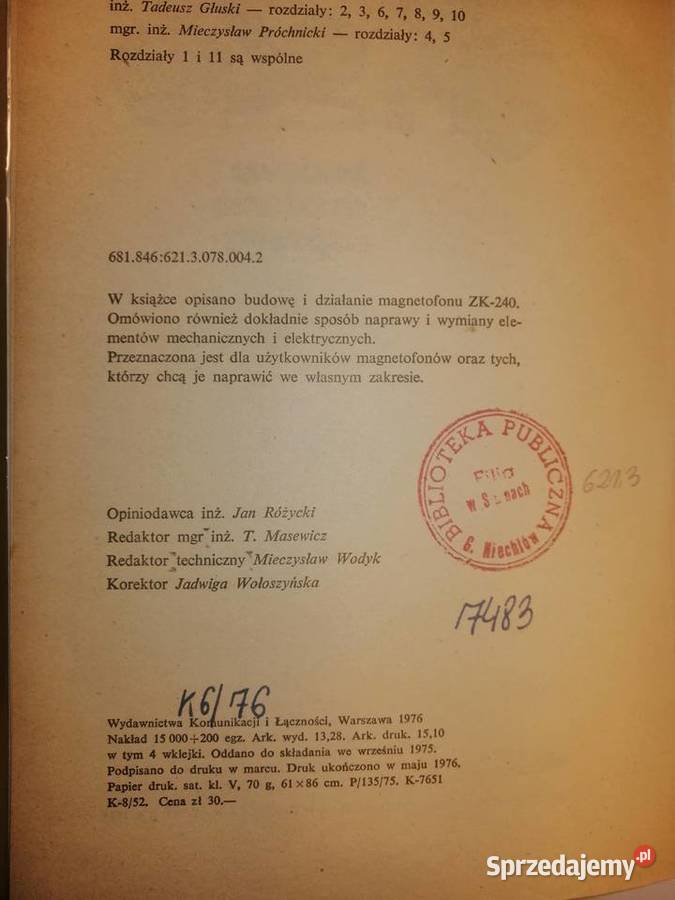 inż. Tadeusz Głuski — rozdziały: 2, 3, 6, 7, 8, 9, 10
mgr. inż. Mieczysław Próchnicki — rozdziały: 4, 5
Rozdziały 1 i 11 są wspólne
681.846:621.3.078.004.2
W książce opisano budowę i działanie magnetofonu ZK-240.
Omówiono również dokładnie sposób naprawy i wymiany ele-
mentów mechanicznych i elektrycznych.
Przeznaczona jest dla użytkowników magnetofonów oraz tych,
którzy chcą je naprawić we własnym zakresie.
BIBLIOTEKA PUBLICZNA
Filia
w
G. Niechlów
6213
Opiniodawca inż. Jan Różycki
Redaktor mgr inż. T. Masewicz
Redaktor techniczny Mieczysław Wodyk
Korektor Jadwiga Wołoszyńska
17483
K6/76
Wydawnictwa Komunikacji i Łączności, Warszawa 1976
Nakład 15 000+200 egz. Ark. wyd. 13,28. Ark. druk. 15,10
w tym 4 wklejki. Oddano do składania we wrześniu 1975.
Podpisano do druku w marcu. Druk ukończono w maju 1976.
Papier druk. sat. kl. V, 70 g, 61×86 cm. P/135/75. K-7651
K-8/52. Cena zł 30.—
Sprzedajemy.pl